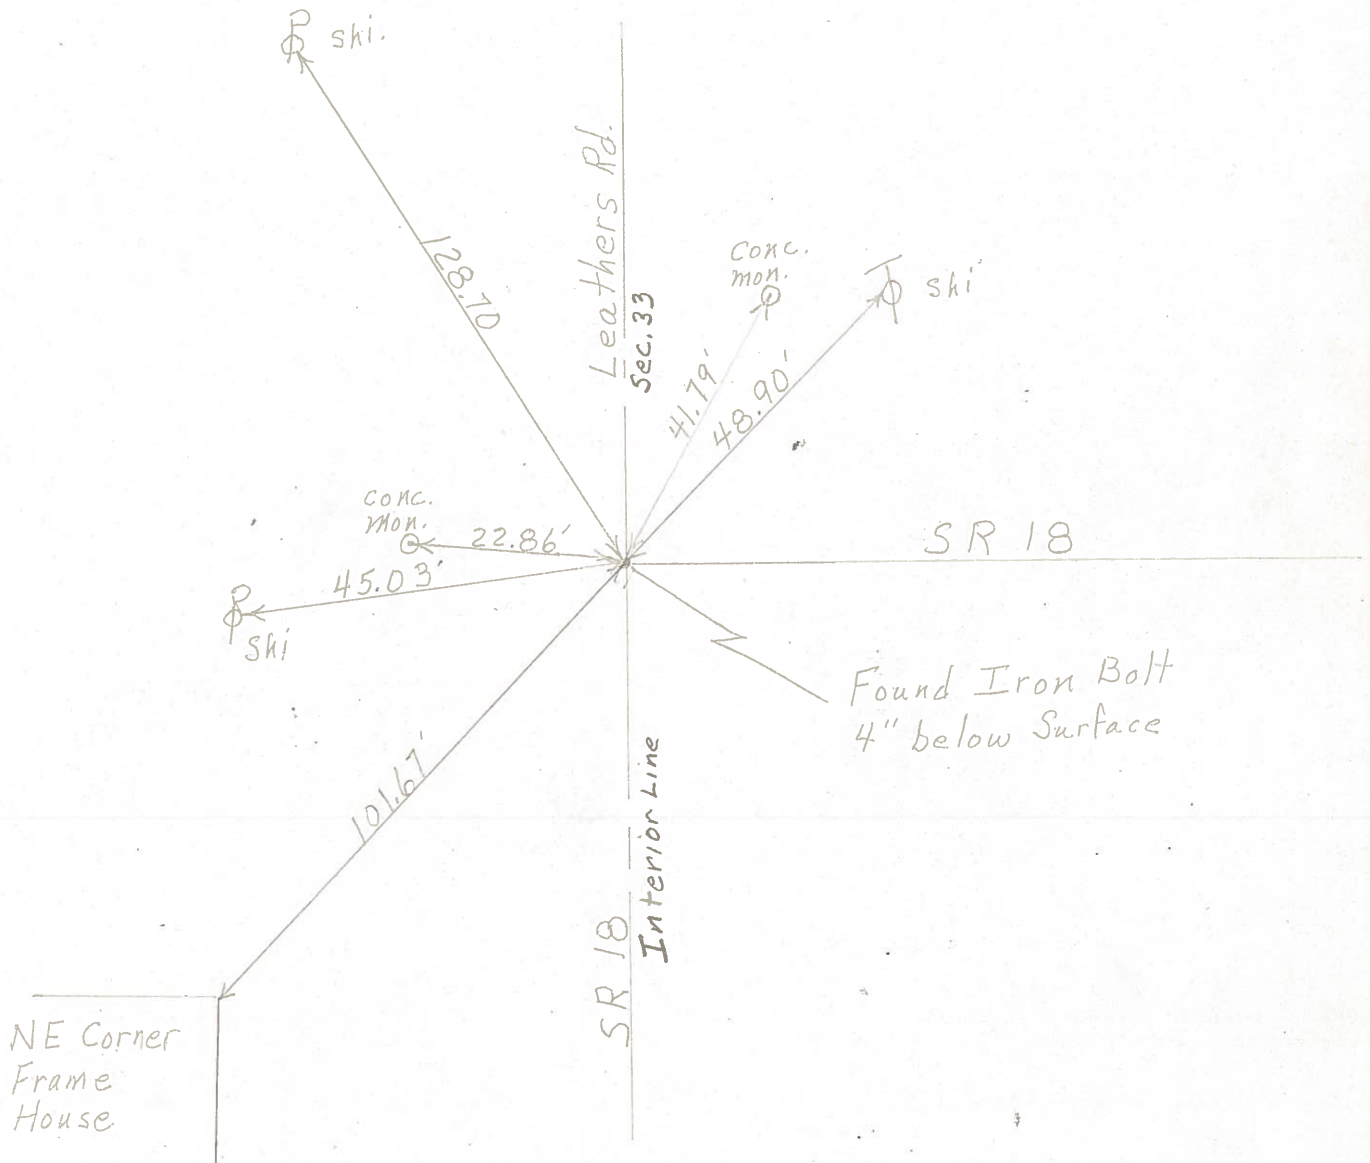 Shi.
Leathers Rd.
Sec. 33
128.70
conc.
mon.
Shi
41.79'
48.90'
conc.
mon.
22.86'
SR 18
45.03'
Shi
Found Iron Bolt
4" below Surface
101.67'
Interior Line
SR 18
NE Corner
Frame
House